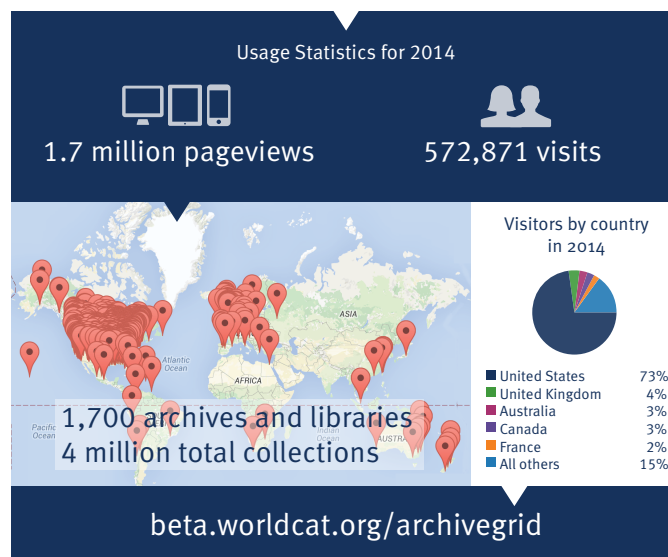 Usage Statistics for 2014
1.7 million pageviews
572,871 visits
Visitors by country
in 2014
United States 73%
United Kingdom 4%
Australia 3%
Canada 3%
France 2%
All others 15%
ASIA
Atlantic
Ocean
AFRICA
Pacific
Ocean
Indian
Ocean
1,700 archives and libraries
4 million total collections
beta.worldcat.org/archivegrid